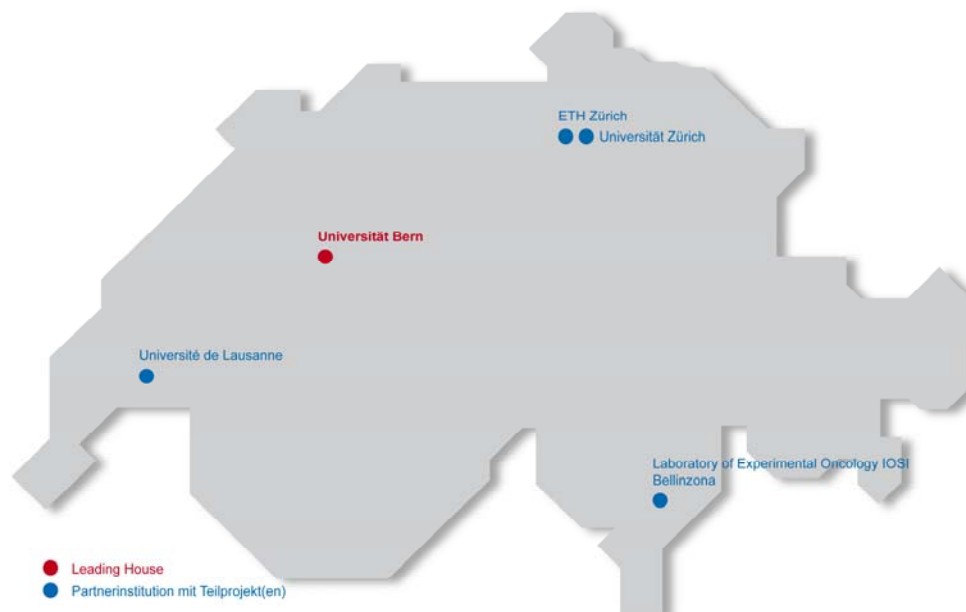 ETH Zürich
Universität Zürich
Universität Bern
Université de Lausanne
Laboratory of Experimental Oncology IOSI
Bellinzona
Leading House
Partnerinstitution mit Teilprojekt(en)